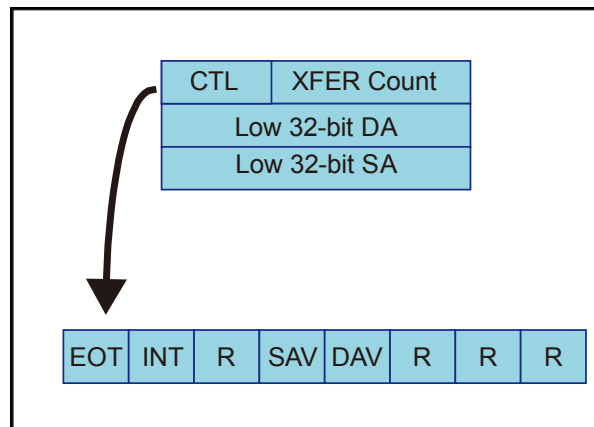 CTL XFER Count
Low 32-bit DA
Low 32-bit SA
EOT INT R SAV DAV R R R